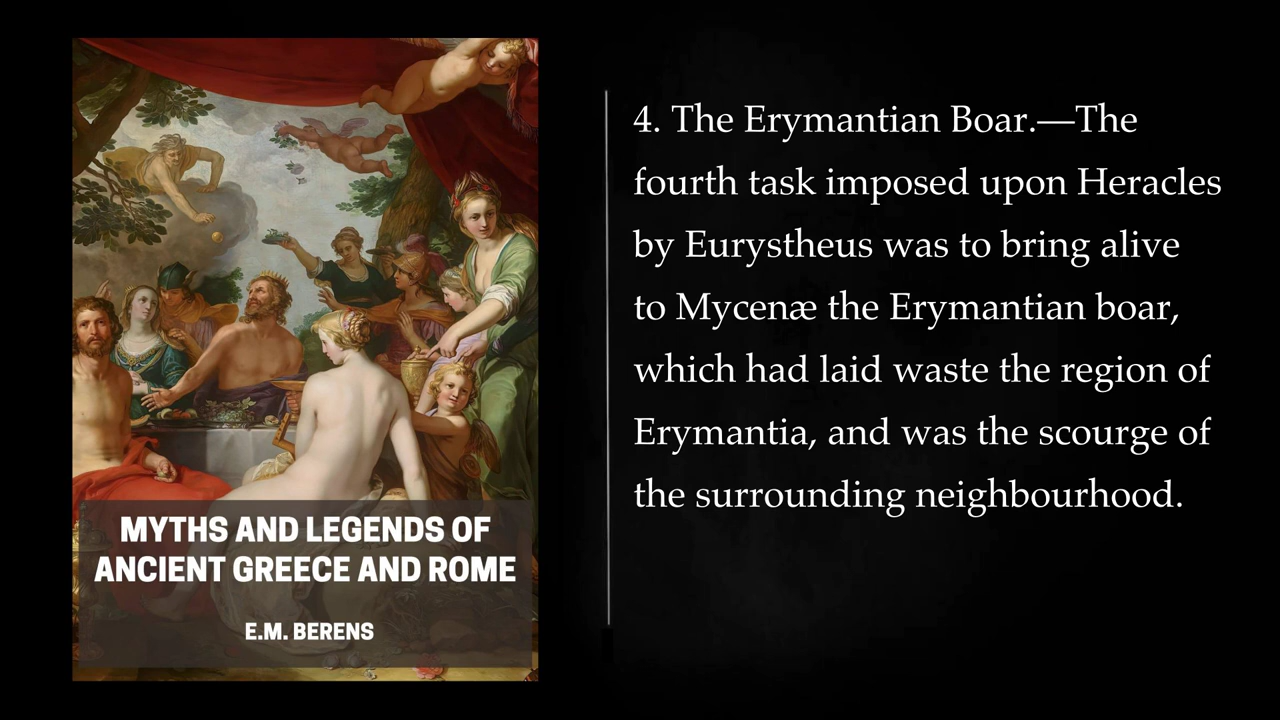 MYTHS AND LEGENDS OF
ANCIENT GREECE AND ROME
E.M. BERENS
4. The Erymantian Boar.—The
fourth task imposed upon Heracles
by Eurystheus was to bring alive
to Mycenæ the Erymantian boar,
which had laid waste the region of
Erymantia, and was the scourge of
the surrounding neighbourhood.